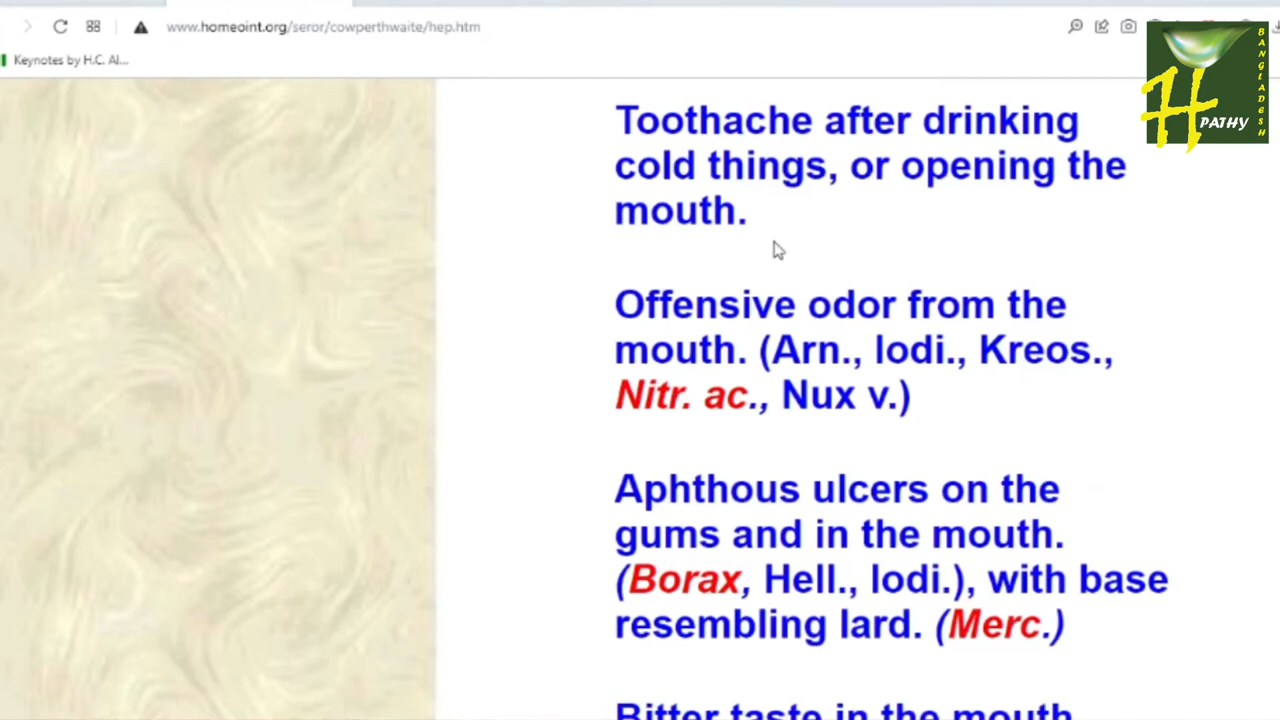 www.homeoint.org/seror/cowperthwaite/hep.htm
Keynotes by H.C. Al...
H
PATHY
BANGLADESH
Toothache after drinking
cold things, or opening the
mouth.
Offensive odor from the
mouth. (Arn., Iodi., Kreos.,
Nitr. ac., Nux v.)
Aphthous ulcers on the
gums and in the mouth.
(Borax, Hell., Iodi.), with base
resembling lard. (Merc.)
Bitter taste in the mouth